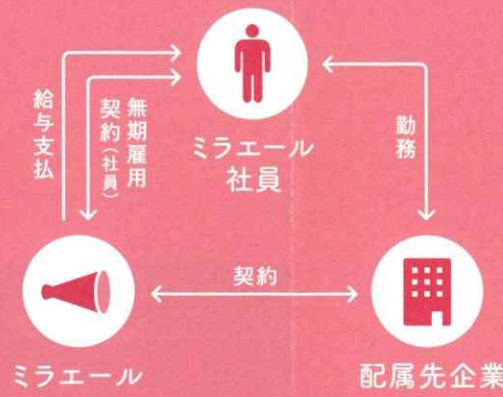 給与支払
無期雇用
契約（社員）
ミラエール
社員
勤務
契約
ミラエール
配属先企業